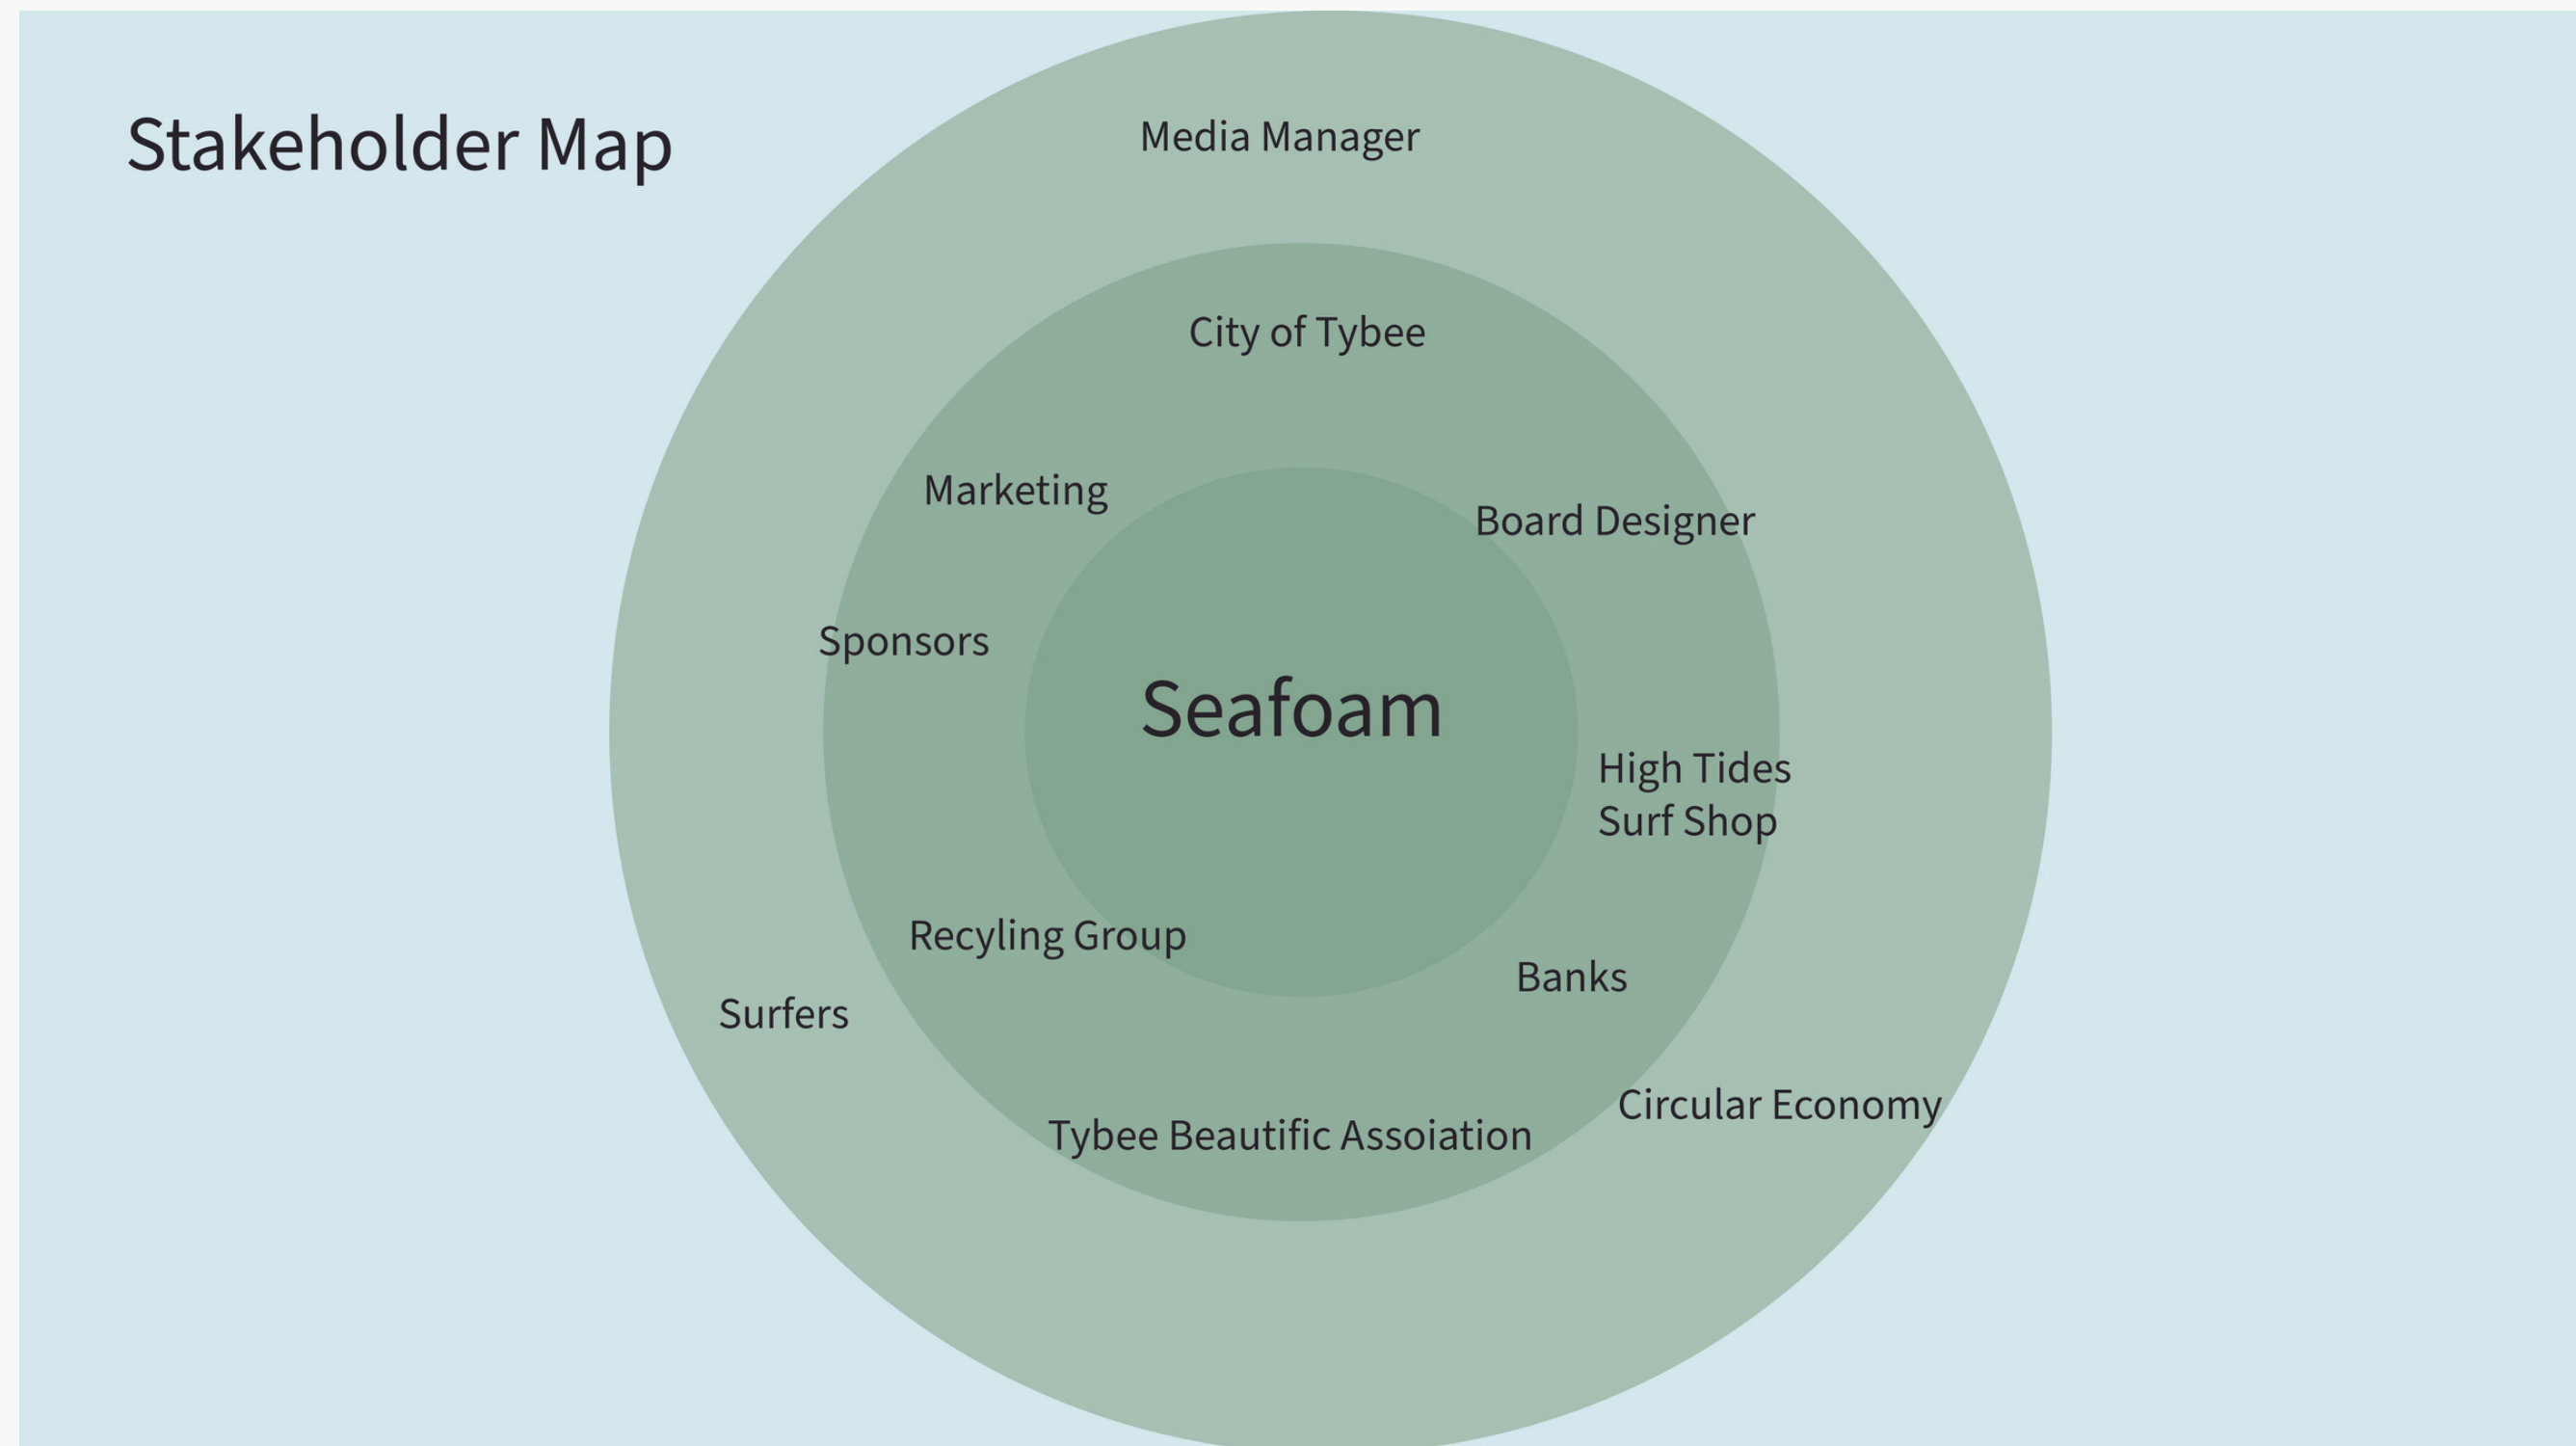 Stakeholder Map
Media Manager
City of Tybee
Marketing
Board Designer
Sponsors
Seafoam
High Tides
Surf Shop
Recyling Group
Banks
Surfers
Circular Economy
Tybee Beautific Assoiation